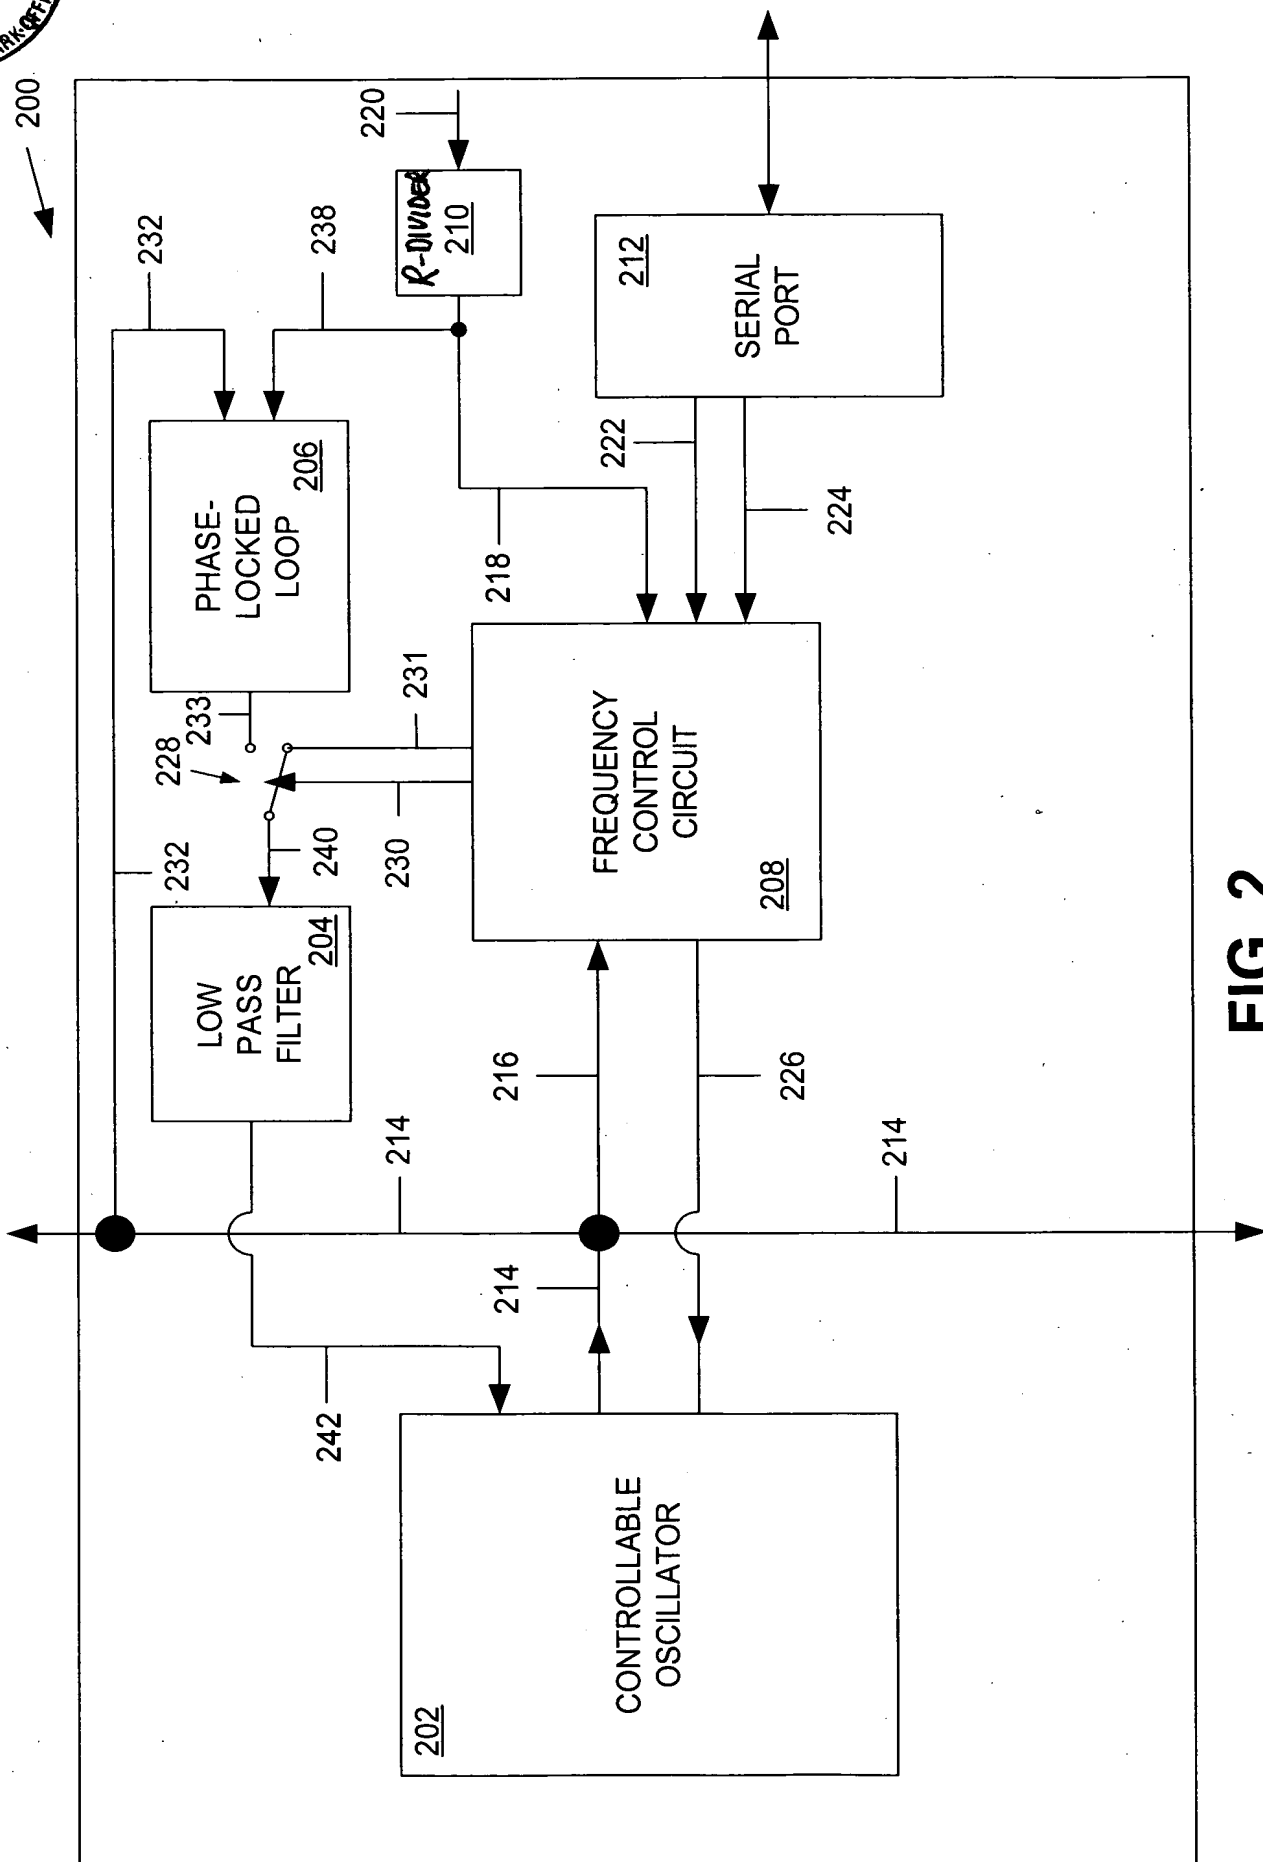 200
232
238
220
R-DIVIDER
210
PHASE-
LOCKED
LOOP
206
233
228
231
230
240
218
222
224
212
SERIAL
PORT
232
LOW
PASS
FILTER
204
FREQUENCY
CONTROL
CIRCUIT
208
216
226
214
214
214
242
CONTROLLABLE
OSCILLATOR
202
FIG. 2